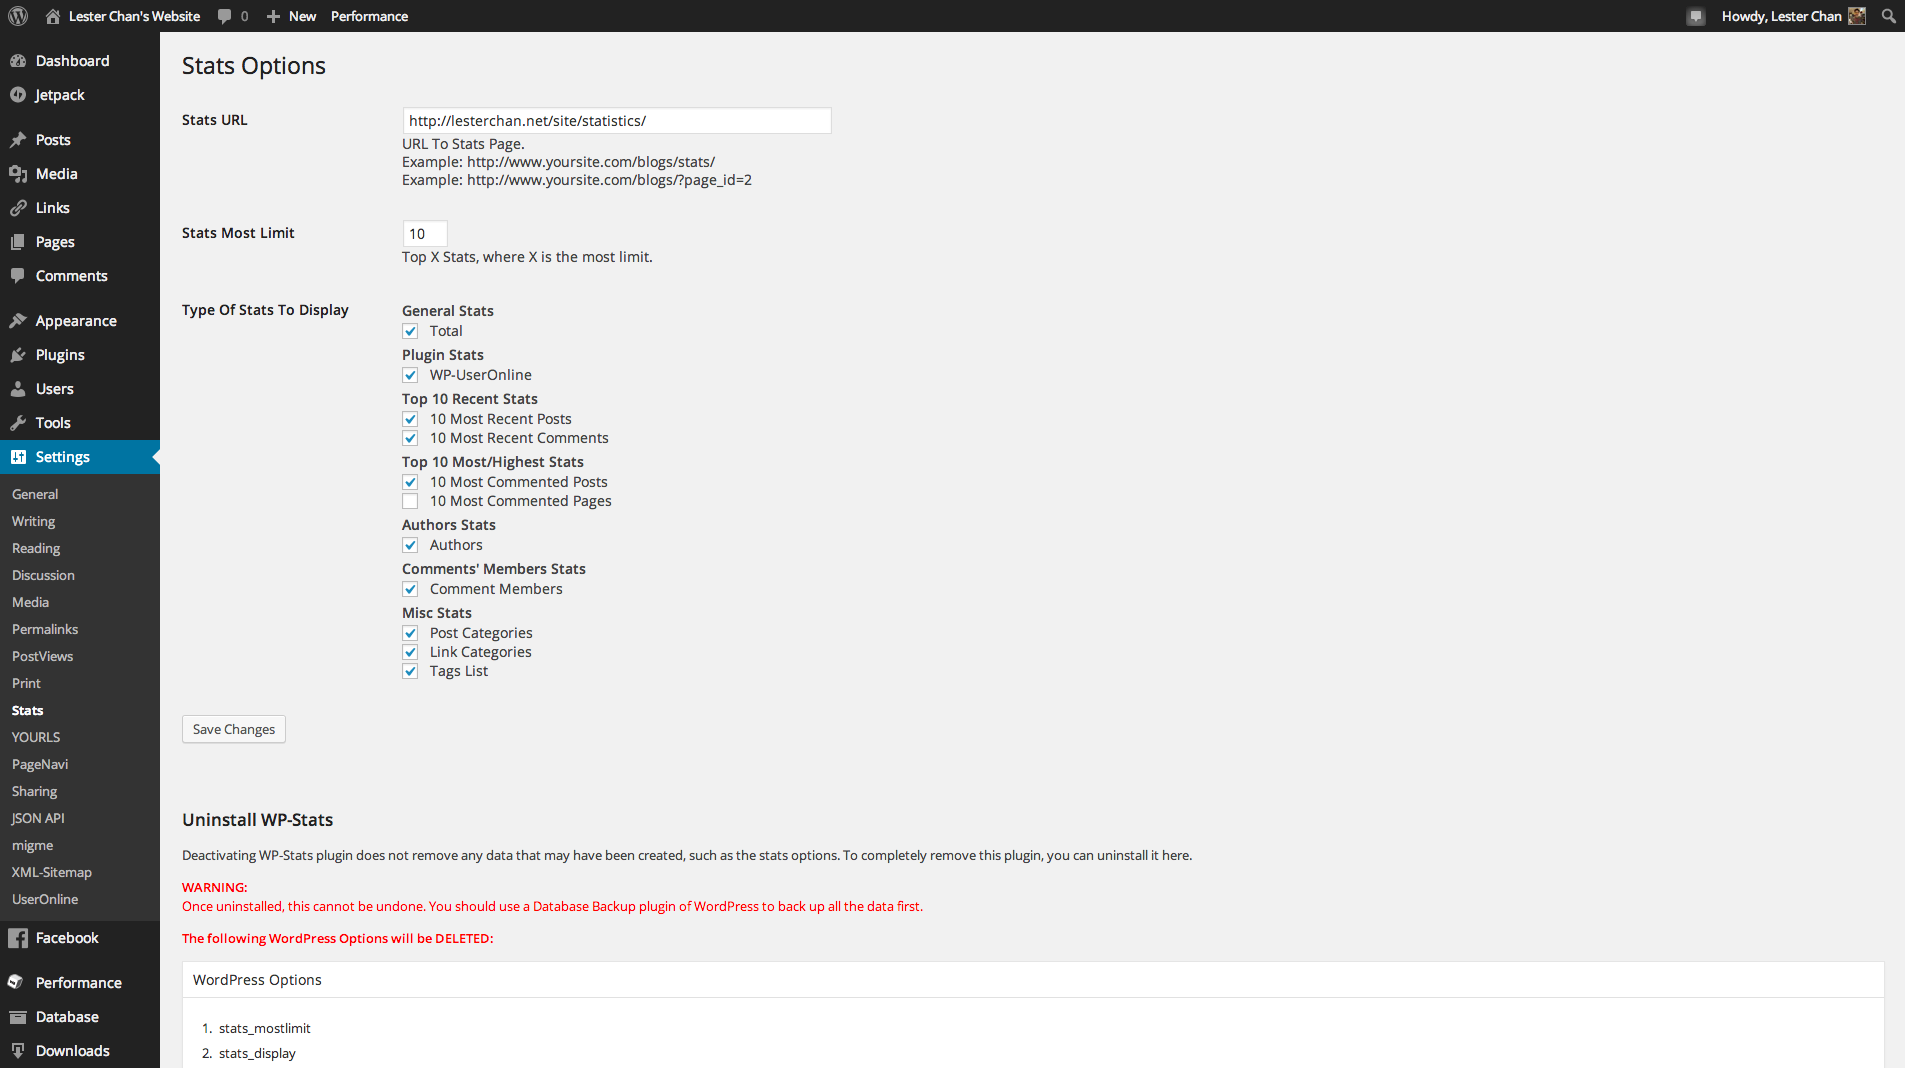 Lester Chan's Website 0 New Performance Howdy, Lester Chan
Dashboard
Jetpack
Posts
Media
Links
Pages
Comments
Appearance
Plugins
Users
Tools
Settings
General
Writing
Reading
Discussion
Media
Permalinks
PostViews
Print
Stats
YOURLS
PageNavi
Sharing
JSON API
migme
XML-Sitemap
UserOnline
Facebook
Performance
Database
Downloads
Stats Options
Stats URL http://lesterchan.net/site/statistics/
URL To Stats Page.
Example: http://www.yoursite.com/blogs/stats/
Example: http://www.yoursite.com/blogs/?page_id=2
Stats Most Limit 10
Top X Stats, where X is the most limit.
Type Of Stats To Display General Stats
Total
Plugin Stats
WP-UserOnline
Top 10 Recent Stats
10 Most Recent Posts
10 Most Recent Comments
Top 10 Most/Highest Stats
10 Most Commented Posts
10 Most Commented Pages
Authors Stats
Authors
Comments' Members Stats
Comment Members
Misc Stats
Post Categories
Link Categories
Tags List
Save Changes
Uninstall WP-Stats
Deactivating WP-Stats plugin does not remove any data that may have been created, such as the stats options. To completely remove this plugin, you can uninstall it here.
WARNING:
Once uninstalled, this cannot be undone. You should use a Database Backup plugin of WordPress to back up all the data first.
The following WordPress Options will be DELETED:
WordPress Options
1. stats_mostlimit
2. stats_display